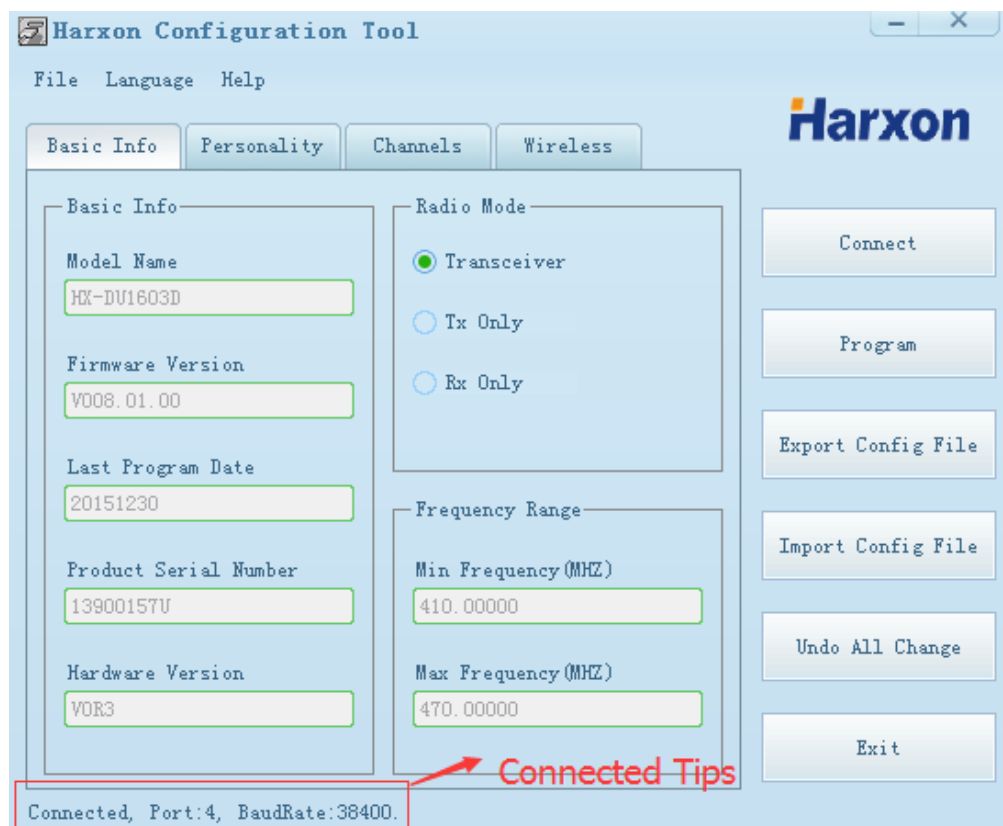 Harxon Configuration Tool
File Language Help
Harxon
Basic Info Personality Channels Wireless
Basic Info
Model Name
HX-DU1603D
Firmware Version
V008.01.00
Last Program Date
20151230
Product Serial Number
13900157U
Hardware Version
V0R3
Radio Mode
Transceiver
Tx Only
Rx Only
Frequency Range
Min Frequency(MHZ)
410.00000
Max Frequency(MHZ)
470.00000
Connect
Program
Export Config File
Import Config File
Undo All Change
Exit
Connected Tips
Connected, Port:4, BaudRate:38400.